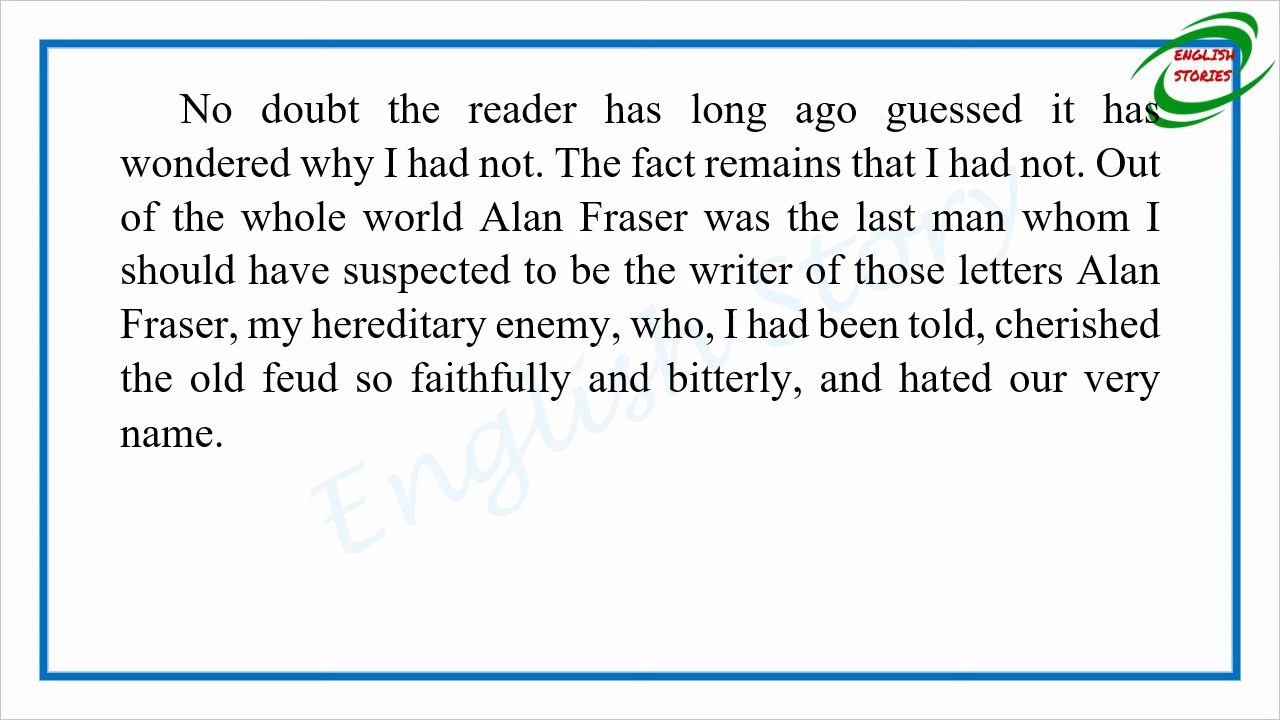 ENGLISH
STORIES
No doubt the reader has long ago guessed it has
wondered why I had not. The fact remains that I had not. Out
of the whole world Alan Fraser was the last man whom I
should have suspected to be the writer of those letters Alan
Fraser, my hereditary enemy, who, I had been told, cherished
the old feud so faithfully and bitterly, and hated our very
name.
English Story